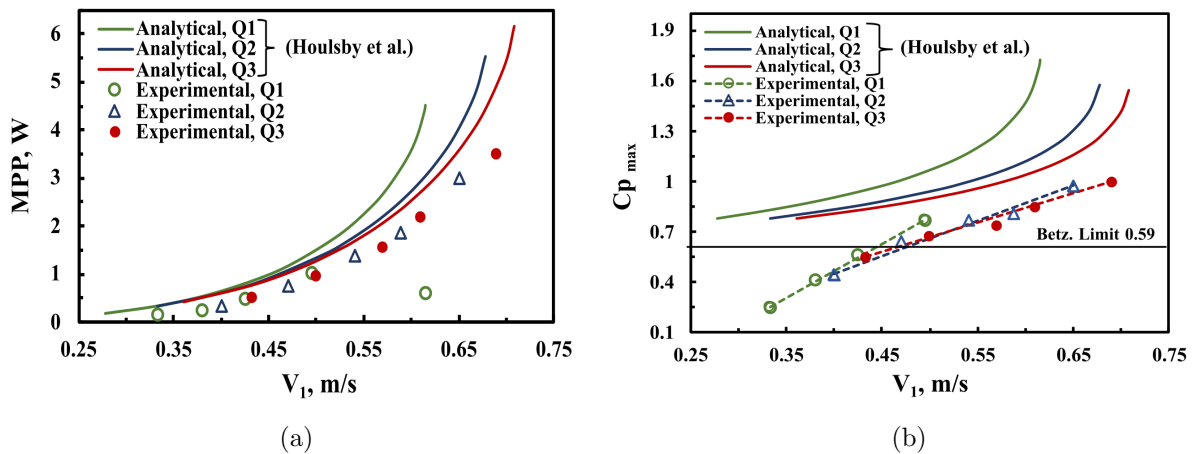 6
5
4
3
2
1
0
MPP, W
Analytical, Q1
Analytical, Q2
Analytical, Q3
(Houlsby et al.)
Experimental, Q1
Experimental, Q2
Experimental, Q3
0.25 0.35 0.45 0.55 0.65 0.75
V1, m/s
(a)
1.9
1.6
1.3
1
0.7
0.4
0.1
Cp max
Analytical, Q1
Analytical, Q2
Analytical, Q3
(Houlsby et al.)
Experimental, Q1
Experimental, Q2
Experimental, Q3
Betz. Limit 0.59
0.25 0.35 0.45 0.55 0.65 0.75
V1, m/s
(b)